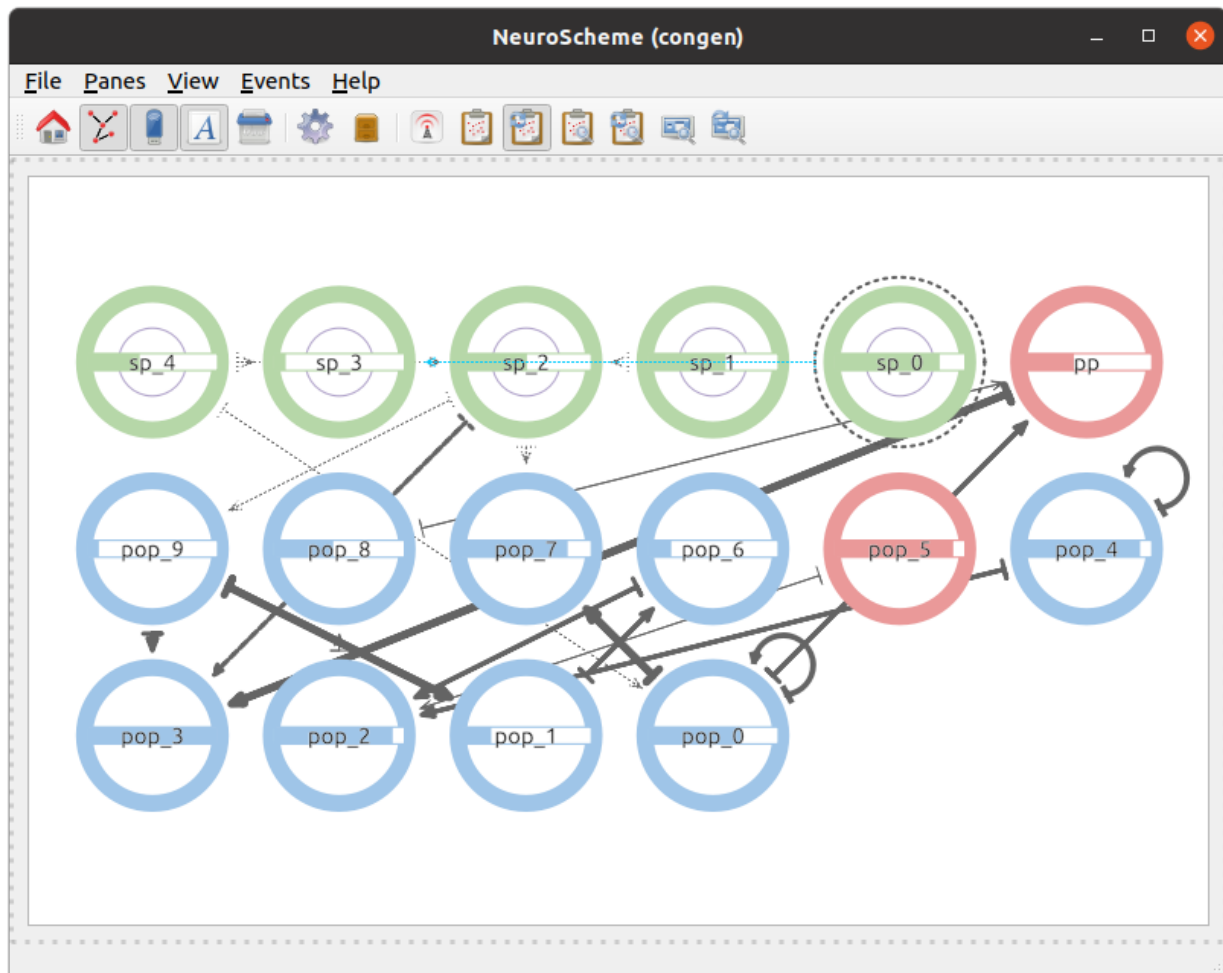 NeuroScheme (congen)
File Panes View Events Help
A
sp_4 sp_3 sp_2 sp_1 sp_0 pp
pop_9 pop_8 pop_7 pop_6 pop_5 pop_4
pop_3 pop_2 pop_1 pop_0